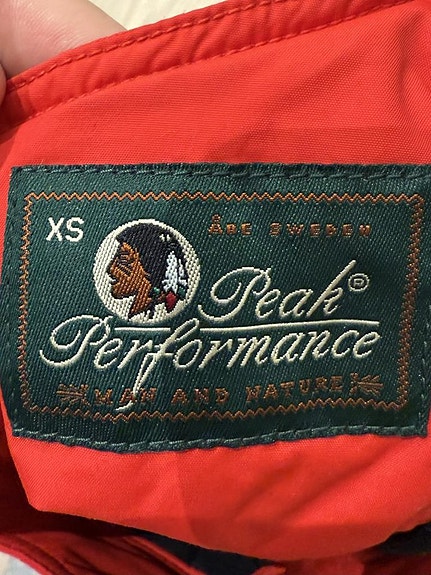 XS
ÅRE SWEDEN
Peak®
Performance
MAN AND NATURE